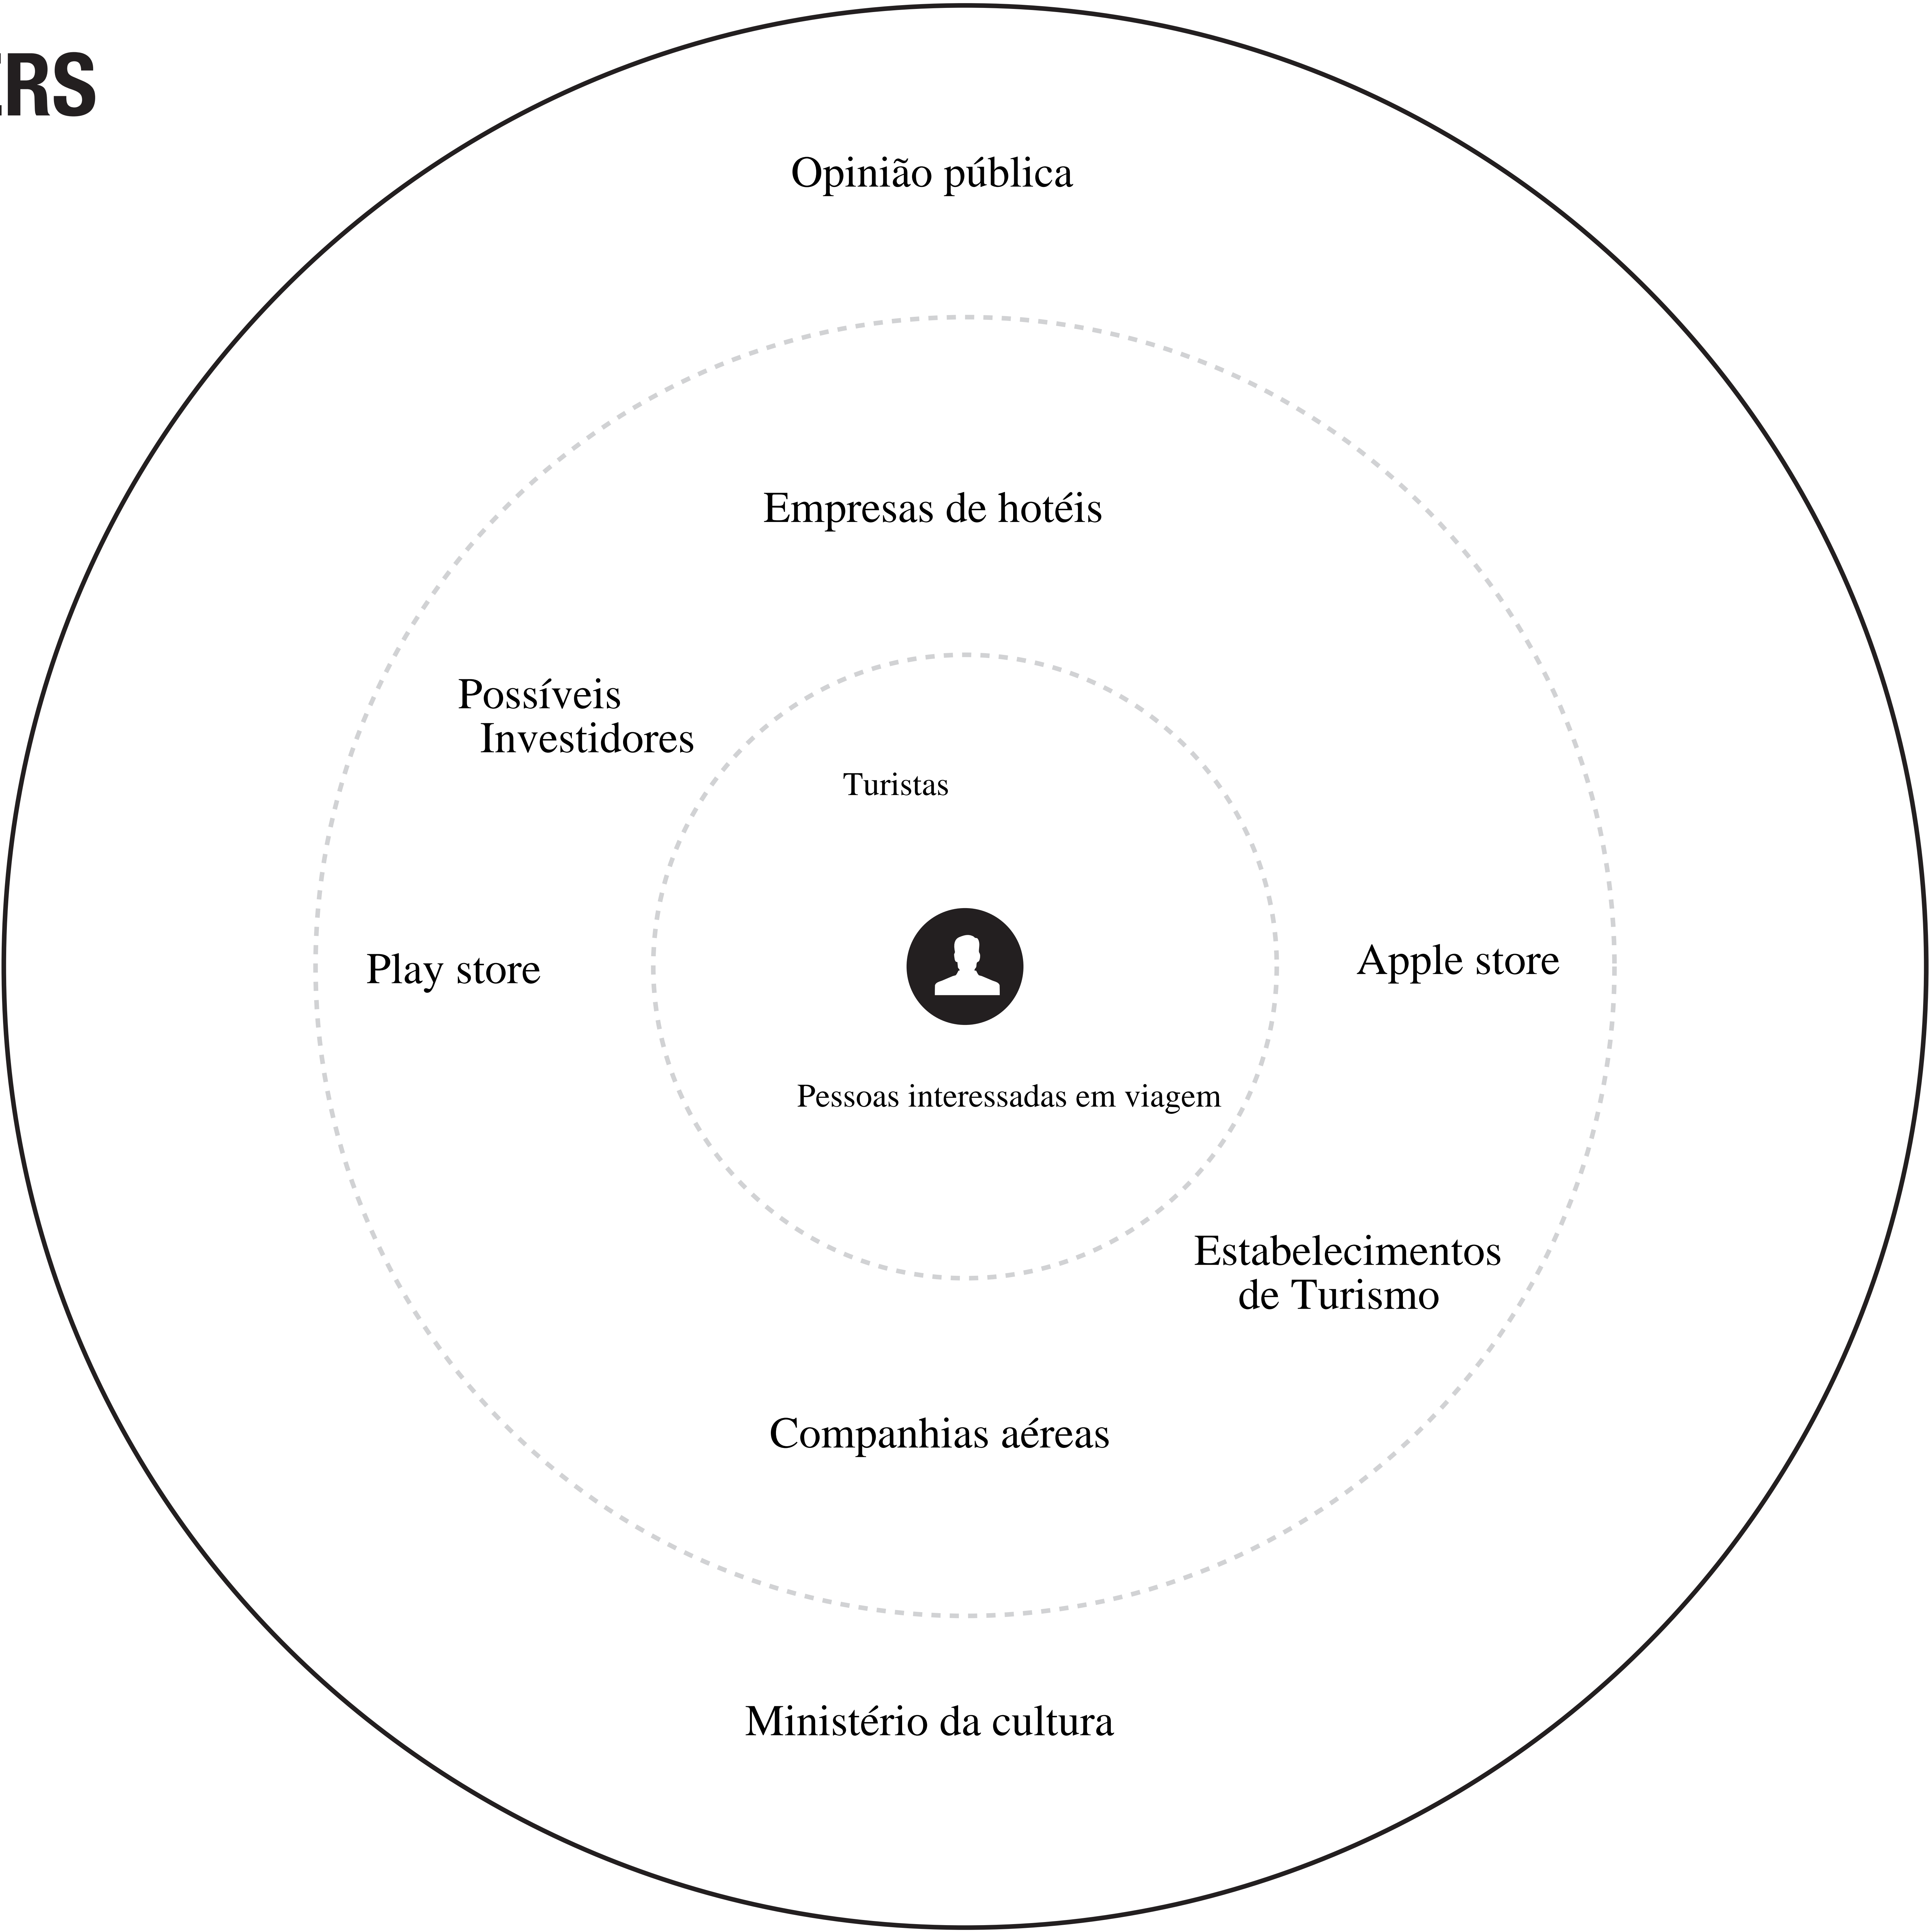 ERS
Opinião pública
Empresas de hotéis
Possíveis
Investidores
Turistas
Play store
Apple store
Pessoas interessadas em viagem
Estabelecimentos
de Turismo
Companhias aéreas
Ministério da cultura